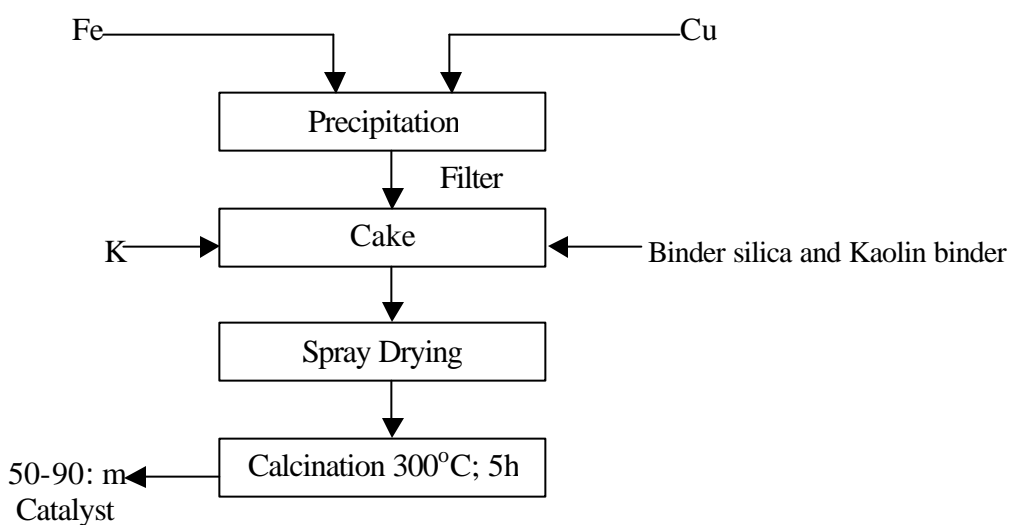 Fe
Cu
Precipitation
Filter
Cake
K
Binder silica and Kaolin binder
Spray Drying
Calcination 300°C; 5h
50-90: m
Catalyst